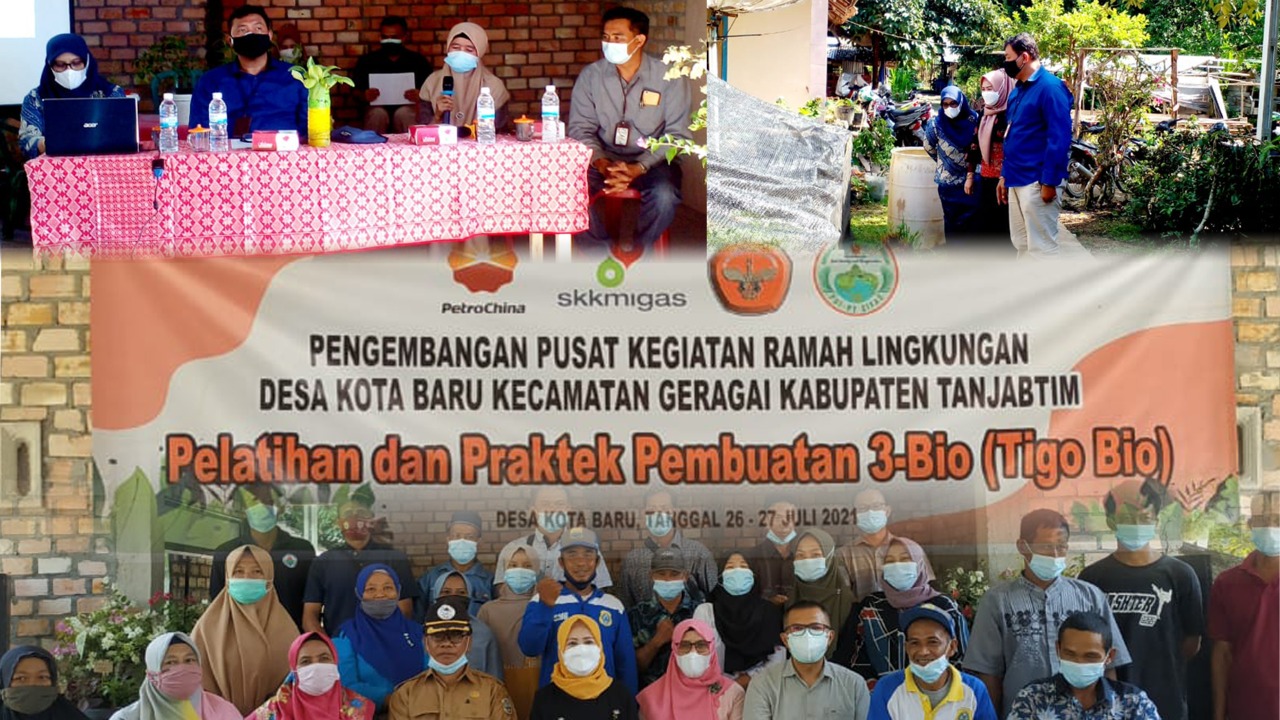 acer
PetroChina
skkmigas
PENGEMBANGAN PUSAT KEGIATAN RAMAH LINGKUNGAN
DESA KOTA BARU KECAMATAN GERAGAI KABUPATEN TANJABTIM
Pelatihan dan Praktek Pembuatan 3-Bio (Tigo Bio)
DESA KOTA BARU, TANGGAL 26 - 27 JULI 2021